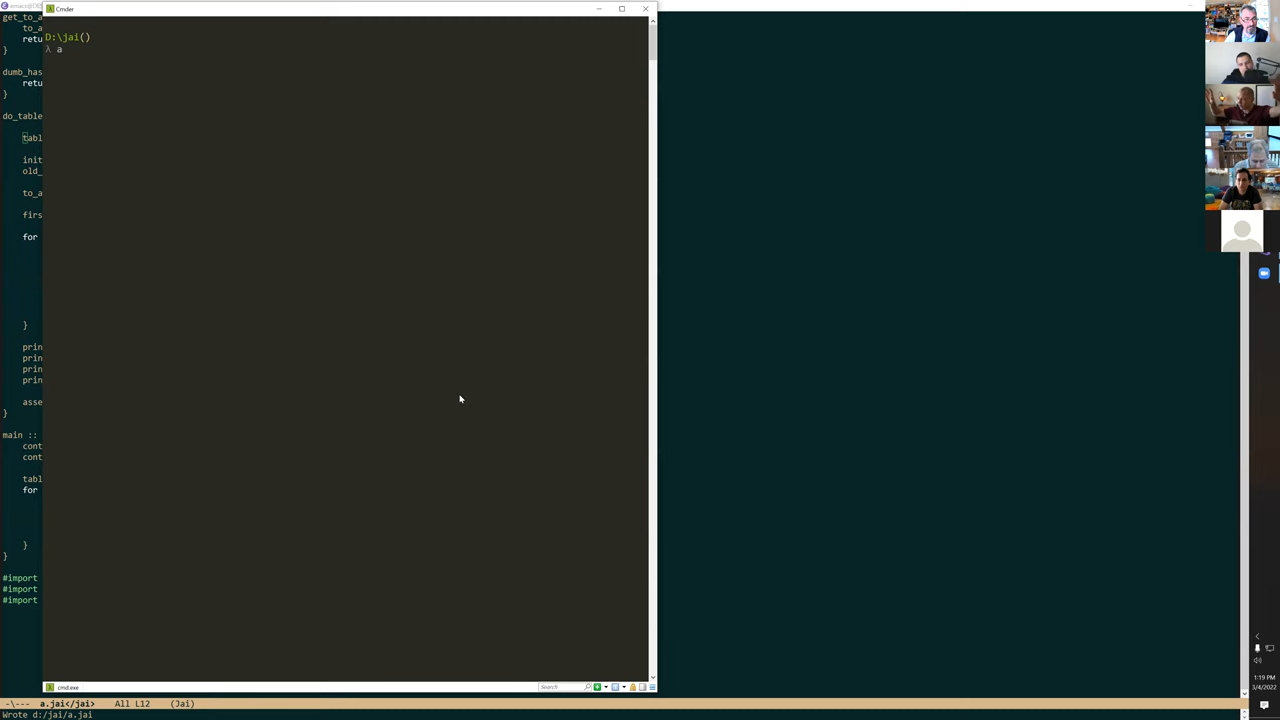 emacs@DES
Cmder
get_to_a
to_a
retu
}
D:\jai()
λ a
dumb_has
retu
}
do_table
tabl
init
old_
to_a
firs
for
}
prin
prin
prin
prin
asse
}
main ::
cont
cont
tabl
for
}
}
#import
#import
#import
cmd.exe
Search
-\--- a.jai</jai> All L12 (Jai)
Wrote d:/jai/a.jai
1:19 PM
3/4/2022